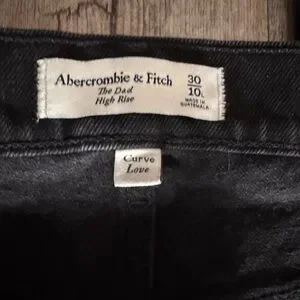 Abercrombie & Fitch
The Dad
High Rise
30
10L
MADE IN
GUATEMALA
Curve
Love